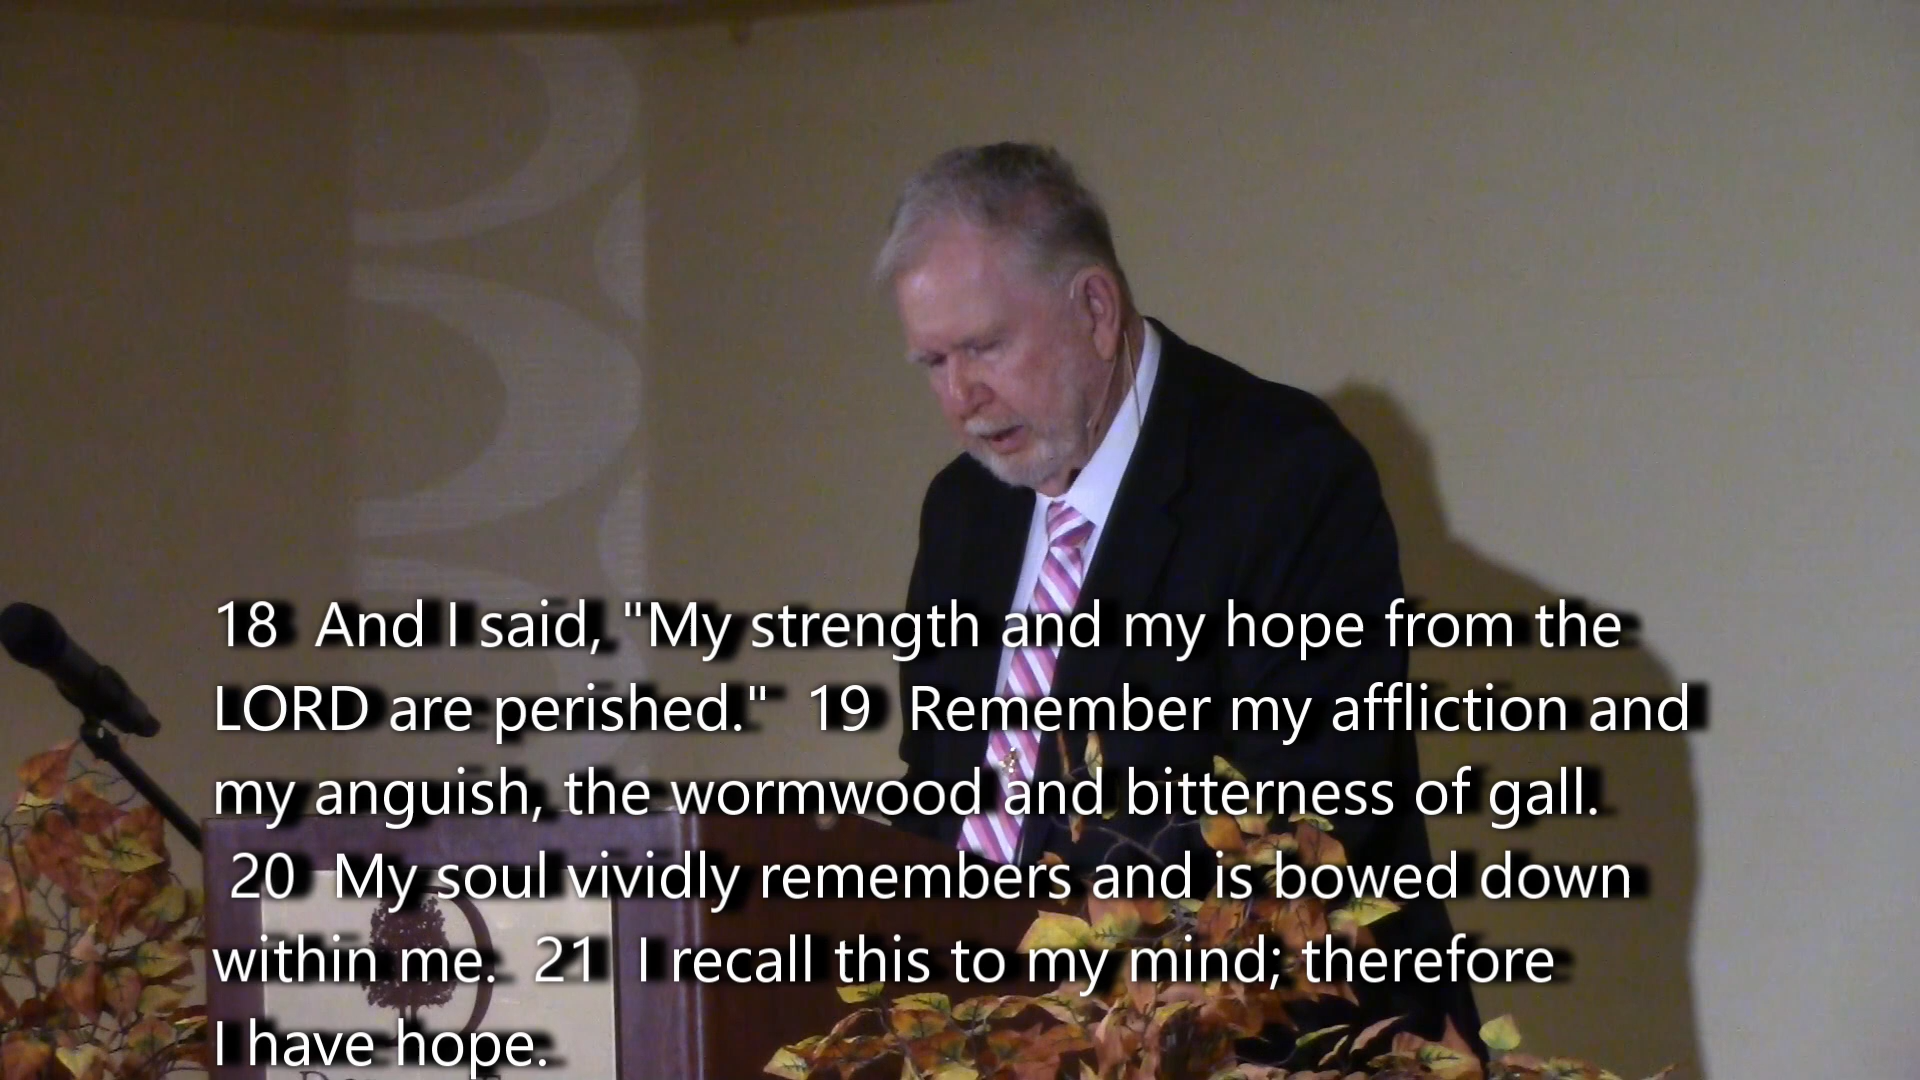 18  And I said, "My strength and my hope from the
LORD are perished."  19  Remember my affliction and
my anguish, the wormwood and bitterness of gall.
20  My soul vividly remembers and is bowed down
within me.  21  I recall this to my mind; therefore
I have hope.